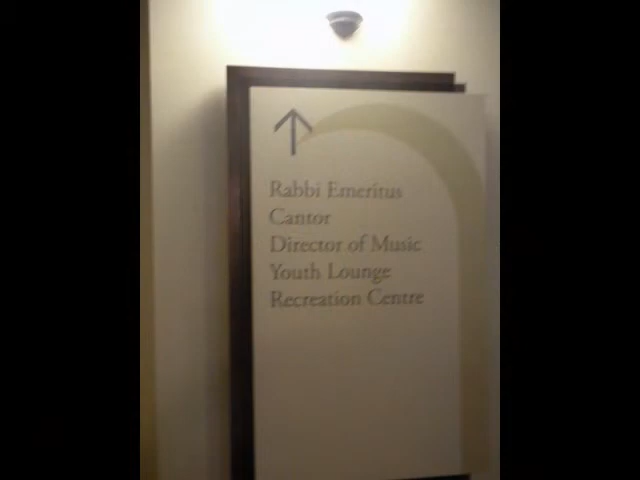 Rabbi Emeritus
Cantor
Director of Music
Youth Lounge
Recreation Centre